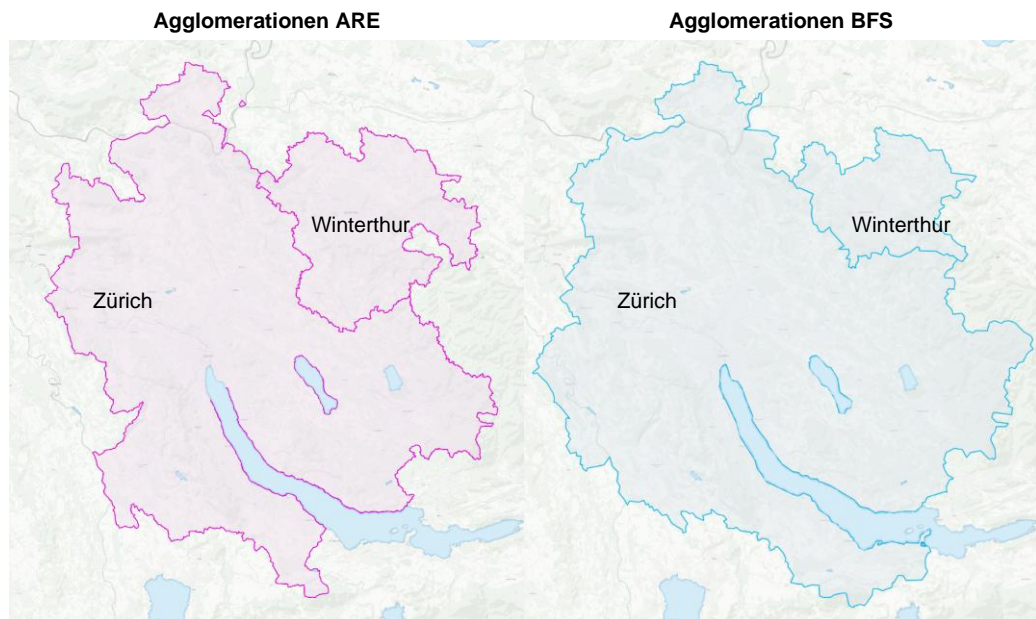 Agglomerationen ARE
Agglomerationen BFS
Winterthur
Winterthur
Zürich
Zürich